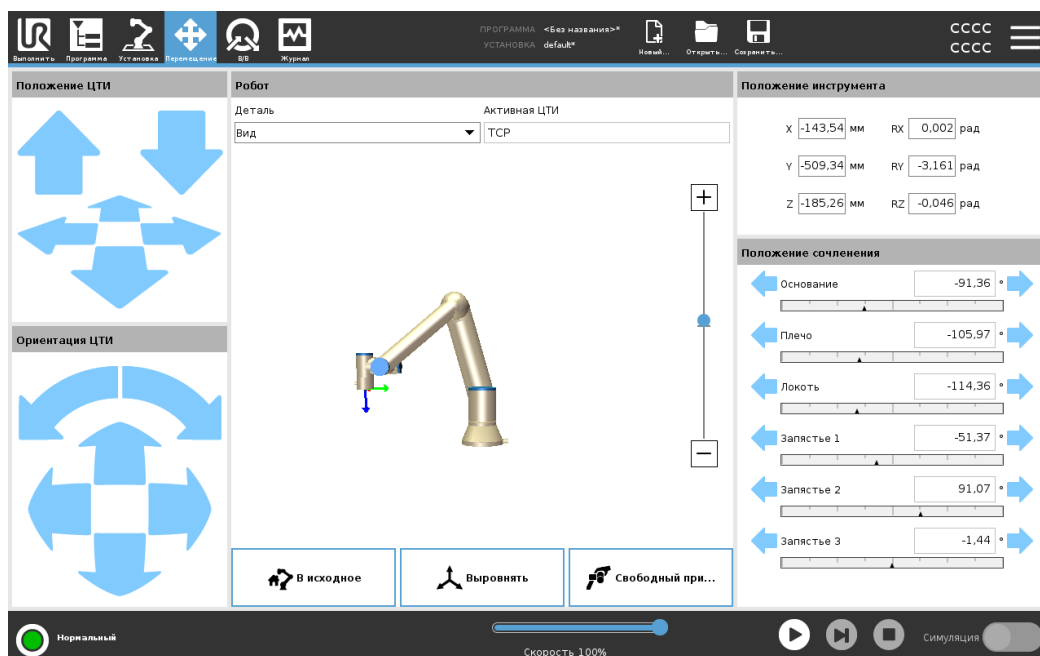 UR
Выполнить
Программа
Установка
Перемещение
В/В
Журнал
ПРОГРАММА <Без названия>*
УСТАНОВКА default*
Новый...
Открыть...
Сохранить...
CCCC
CCCC
Положение ЦТИ
Ориентация ЦТИ
Робот
Деталь
Активная ЦТИ
Вид
TCP
В исходное
Выровнять
Свободный при...
Положение инструмента
X -143,54 мм RX 0,002 рад
Y -509,34 мм RY -3,161 рад
Z -185,26 мм RZ -0,046 рад
Положение сочленения
Основание -91,36 °
Плечо -105,97 °
Локоть -114,36 °
Запястье 1 -51,37 °
Запястье 2 91,07 °
Запястье 3 -1,44 °
Нормальный
Скорость 100%
Симуляция